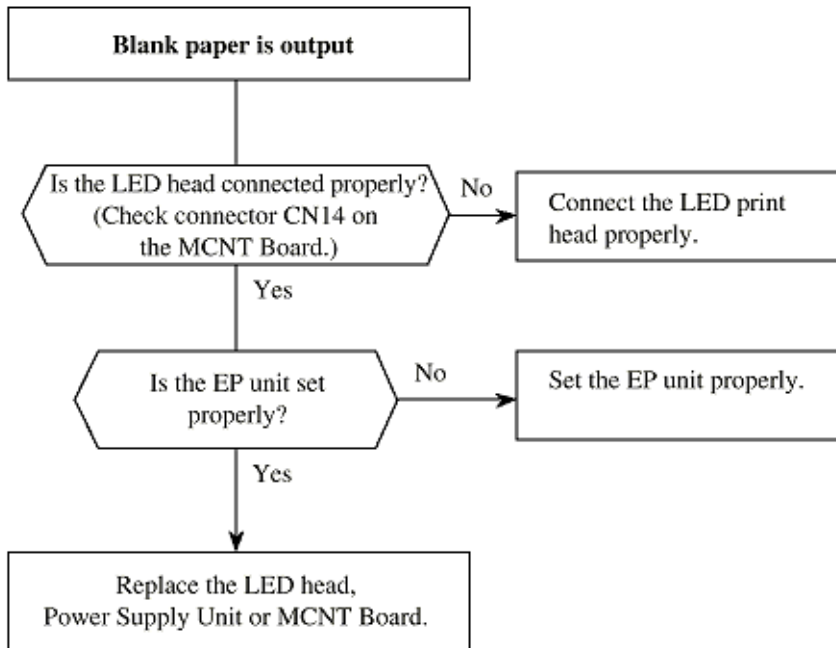 Blank paper is output
Is the LED head connected properly?
(Check connector CN14 on
the MCNT Board.)
No
Connect the LED print
head properly.
Yes
Is the EP unit set
properly?
No
Set the EP unit properly.
Yes
Replace the LED head,
Power Supply Unit or MCNT Board.